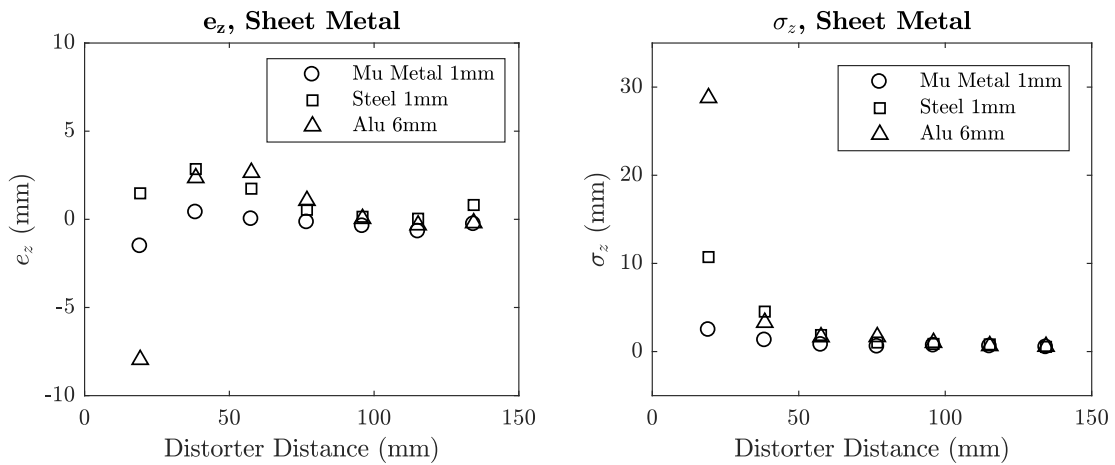 e_z, Sheet Metal
10
5
0
-5
-10
e_z (mm)
Mu Metal 1mm
Steel 1mm
Alu 6mm
0 50 100 150
Distorter Distance (mm)
σ_z, Sheet Metal
30
20
10
0
σ_z (mm)
Mu Metal 1mm
Steel 1mm
Alu 6mm
0 50 100 150
Distorter Distance (mm)